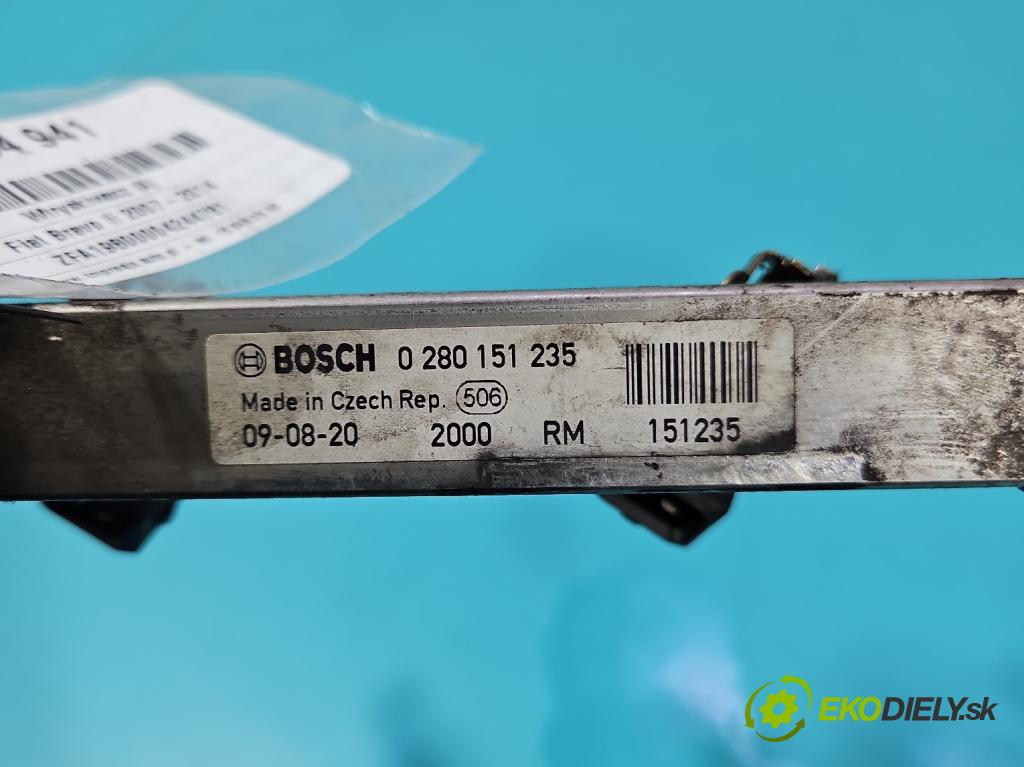 941
Fiat Bravo II 2007 - 2014
BOSCH 0 280 151 235
Made in Czech Rep. 506
09-08-20 2000 RM 151235
EKODIELY.sk